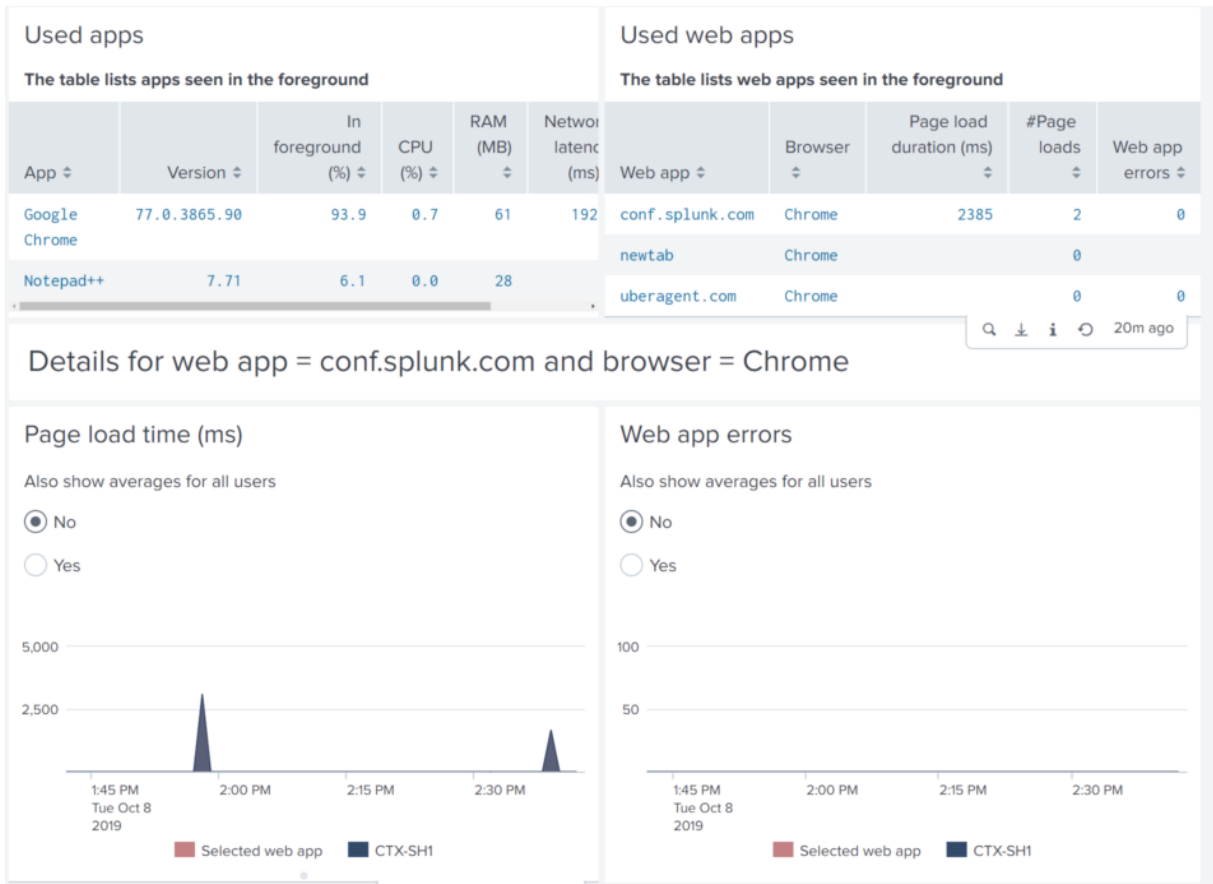 Used apps
The table lists apps seen in the foreground
App
Version
In foreground (%)
CPU (%)
RAM (MB)
Networ latenc (ms)
Google Chrome 77.0.3865.90 93.9 0.7 61 192
Notepad++ 7.71 6.1 0.0 28
Used web apps
The table lists web apps seen in the foreground
Web app
Browser
Page load duration (ms)
#Page loads
Web app errors
conf.splunk.com Chrome 2385 2 0
newtab Chrome 0
uberagent.com Chrome 0 0
20m ago
Details for web app = conf.splunk.com and browser = Chrome
Page load time (ms)
Also show averages for all users
No
Yes
5,000
2,500
1:45 PM 2:00 PM 2:15 PM 2:30 PM
Tue Oct 8
2019
Selected web app CTX-SH1
Web app errors
Also show averages for all users
No
Yes
100
50
1:45 PM 2:00 PM 2:15 PM 2:30 PM
Tue Oct 8
2019
Selected web app CTX-SH1